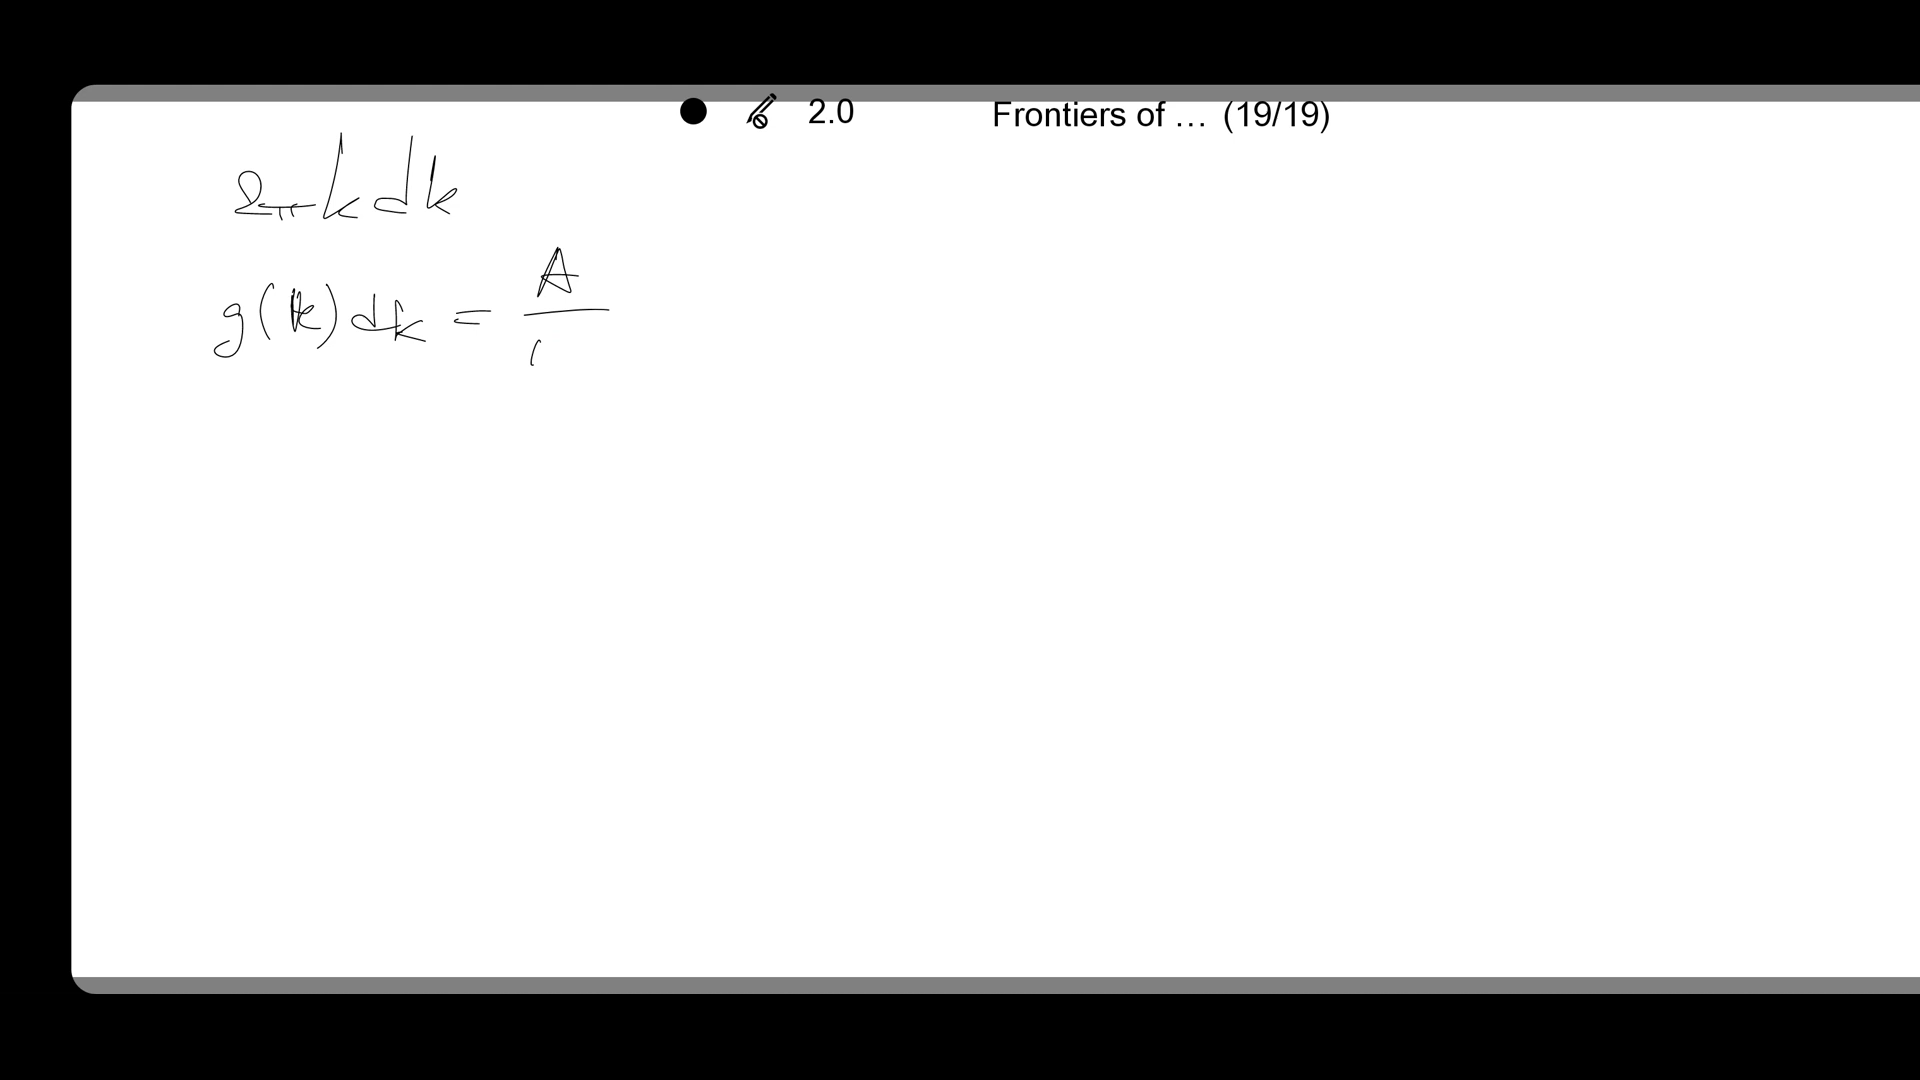 2.0 Frontiers of … (19/19)
2πk dk
g(k) dk = A / (